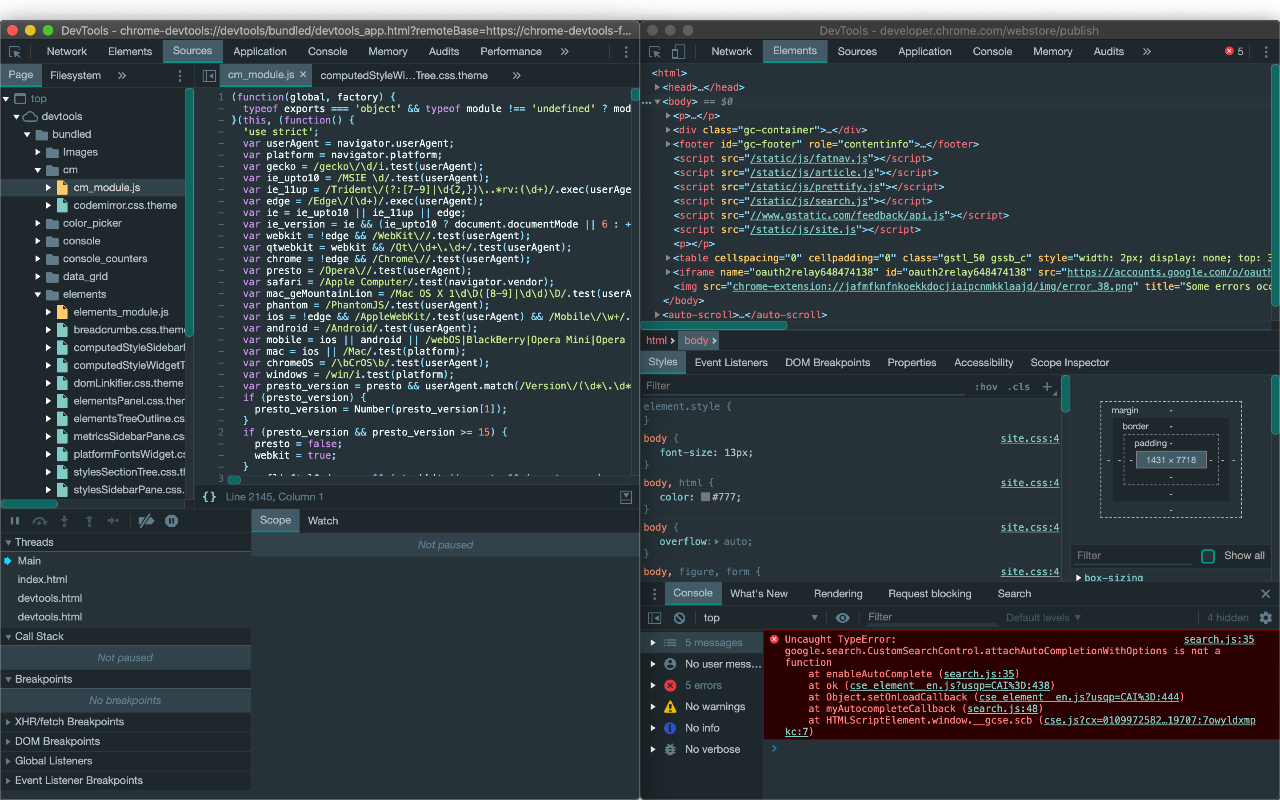 DevTools - chrome-devtools://devtools/bundled/devtools_app.html?remoteBase=https://chrome-devtools-f...
Network Elements Sources Application Console Memory Audits Performance »
Page Filesystem »
cm_module.js × computedStyleWi...Tree.css.theme »
top
devtools
bundled
Images
cm
cm_module.js
codemirror.css.theme
color_picker
console
console_counters
data_grid
elements
elements_module.js
breadcrumbs.css.them
computedStyleSidebarl
computedStyleWidgetT
domLinkifier.css.theme
elementsPanel.css.them
elementsTreeOutline.cs
metricsSidebarPane.cs
platformFontsWidget.cs
stylesSectionTree.css.tl
stylesSidebarPane.css.
1 (function(global, factory) {
– typeof exports === 'object' && typeof module !== 'undefined' ? mod
– }(this, (function() {
– 'use strict';
– var userAgent = navigator.userAgent;
– var platform = navigator.platform;
– var gecko = /gecko\/\d/i.test(userAgent);
– var ie_upto10 = /MSIE \d/.test(userAgent);
– var ie_11up = /Trident\/(?:[7-9]|\d{2,})\..*rv:(\d+)/.exec(userAge
– var edge = /Edge\/(\d+)/.exec(userAgent);
– var ie = ie_upto10 || ie_11up || edge;
– var ie_version = ie && (ie_upto10 ? document.documentMode || 6 : +
– var webkit = !edge && /WebKit\//.test(userAgent);
– var qtwebkit = webkit && /Qt\/\d+\.\d+/.test(userAgent);
– var chrome = !edge && /Chrome\//.test(userAgent);
– var presto = /Opera\//.test(userAgent);
– var safari = /Apple Computer/.test(navigator.vendor);
– var mac_geMountainLion = /Mac OS X 1\d\D([8-9]|\d\d)\D/.test(userA
– var phantom = /PhantomJS/.test(userAgent);
– var ios = !edge && /AppleWebKit/.test(userAgent) && /Mobile\/\w+/.
– var android = /Android/.test(userAgent);
– var mobile = ios || android || /webOS|BlackBerry|Opera Mini|Opera
– var mac = ios || /Mac/.test(platform);
– var chromeOS = /\bCrOS\b/.test(userAgent);
– var windows = /win/i.test(platform);
– var presto_version = presto && userAgent.match(/Version\/(\d*\.\d*
– if (presto_version) {
– presto_version = Number(presto_version[1]);
– }
2 if (presto_version && presto_version >= 15) {
– presto = false;
– webkit = true;
– }
3
{} Line 2145, Column 1
Threads
Main
index.html
devtools.html
devtools.html
Call Stack
Not paused
Breakpoints
No breakpoints
XHR/fetch Breakpoints
DOM Breakpoints
Global Listeners
Event Listener Breakpoints
Scope Watch
Not paused
DevTools - developer.chrome.com/webstore/publish
Network Elements Sources Application Console Memory Audits » 5
<html>
<head>…</head>
…<body> == $0
<p>…</p>
<div class="gc-container">…</div>
<footer id="gc-footer" role="contentinfo">…</footer>
<script src="/static/js/fatnav.js"></script>
<script src="/static/js/article.js"></script>
<script src="/static/js/prettify.js"></script>
<script src="/static/js/search.js"></script>
<script src="//www.gstatic.com/feedback/api.js"></script>
<script src="/static/js/site.js"></script>
<p></p>
<table cellspacing="0" cellpadding="0" class="gstl_50 gssb_c" style="width: 2px; display: none; top: 3
<iframe name="oauth2relay648474138" id="oauth2relay648474138" src="https://accounts.google.com/o/oaut
<img src="chrome-extension://jafmfknfnkoekkdocjiaipcnmkklaajd/img/error_38.png" title="Some errors occ
</body>
<auto-scroll>…</auto-scroll>
html body
Styles Event Listeners DOM Breakpoints Properties Accessibility Scope Inspector
Filter :hov .cls +
element.style {
}
body { site.css:4
font-size: 13px;
}
body, html { site.css:4
color: #777;
}
body { site.css:4
overflow: auto;
}
body, figure, form { site.css:4
margin -
border -
padding -
- - - 1431 × 7718 - - -
-
-
-
Filter Show all
box-sizing
Console What's New Rendering Request blocking Search
top Filter Default levels 4 hidden
5 messages
No user mess...
5 errors
No warnings
No info
No verbose
Uncaught TypeError: search.js:35
google.search.CustomSearchControl.attachAutoCompletionWithOptions is not a
function
at enableAutoComplete (search.js:35)
at ok (cse_element__en.js?usqp=CAI%3D:438)
at Object.setOnLoadCallback (cse_element__en.js?usqp=CAI%3D:444)
at myAutocompleteCallback (search.js:48)
at HTMLScriptElement.window.__gcse.scb (cse.js?cx=0109972582…19707:7owyldxmp
kc:7)